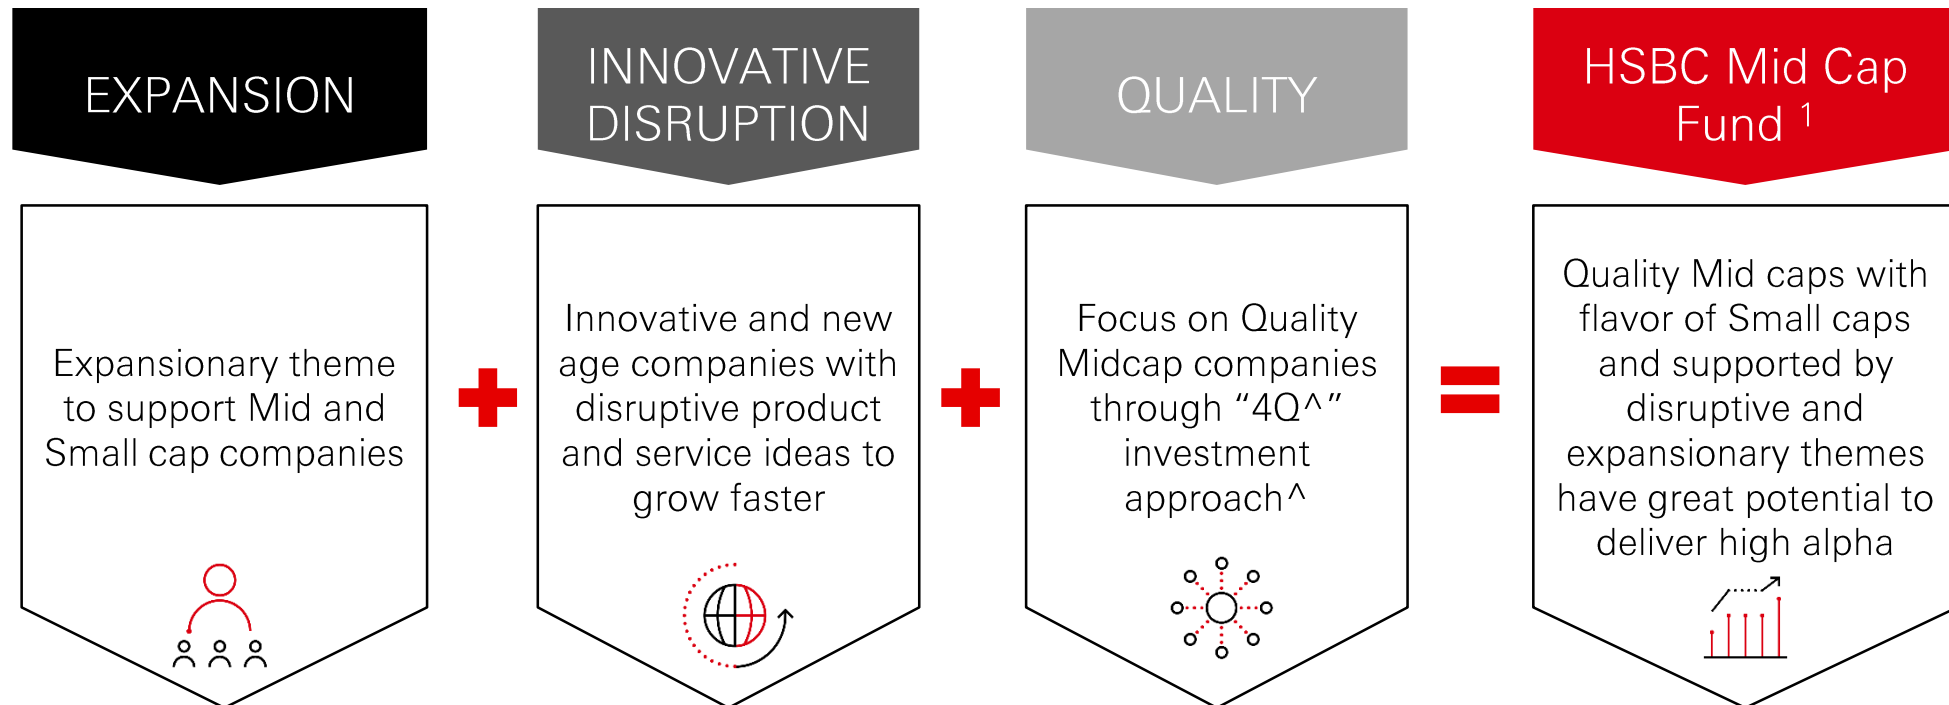 EXPANSION
Expansionary theme
to support Mid and
Small cap companies
INNOVATIVE
DISRUPTION
Innovative and new
age companies with
disruptive product
and service ideas to
grow faster
QUALITY
Focus on Quality
Midcap companies
through “4Q^”
investment
approach^
HSBC Mid Cap
Fund ¹
Quality Mid caps with
flavor of Small caps
and supported by
disruptive and
expansionary themes
have great potential to
deliver high alpha